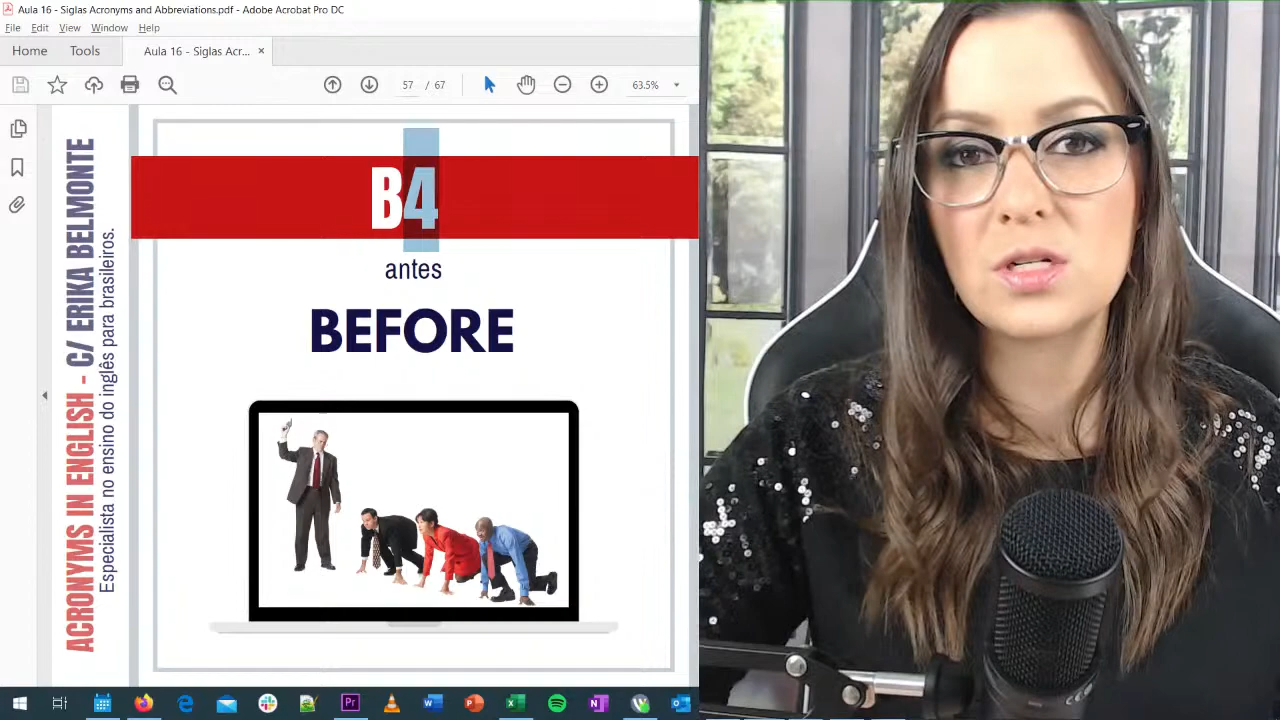 Aula 16 - Siglas Acronyms and Abbreviations.pdf - Adobe Acrobat Pro DC
File Edit View Window Help
Home Tools Aula 16 - Siglas Acr... ×
57 / 67 63.5%
ACRONYMS IN ENGLISH - C/ ERIKA BELMONTE
Especialista no ensino do inglês para brasileiros.
B4
antes
BEFORE